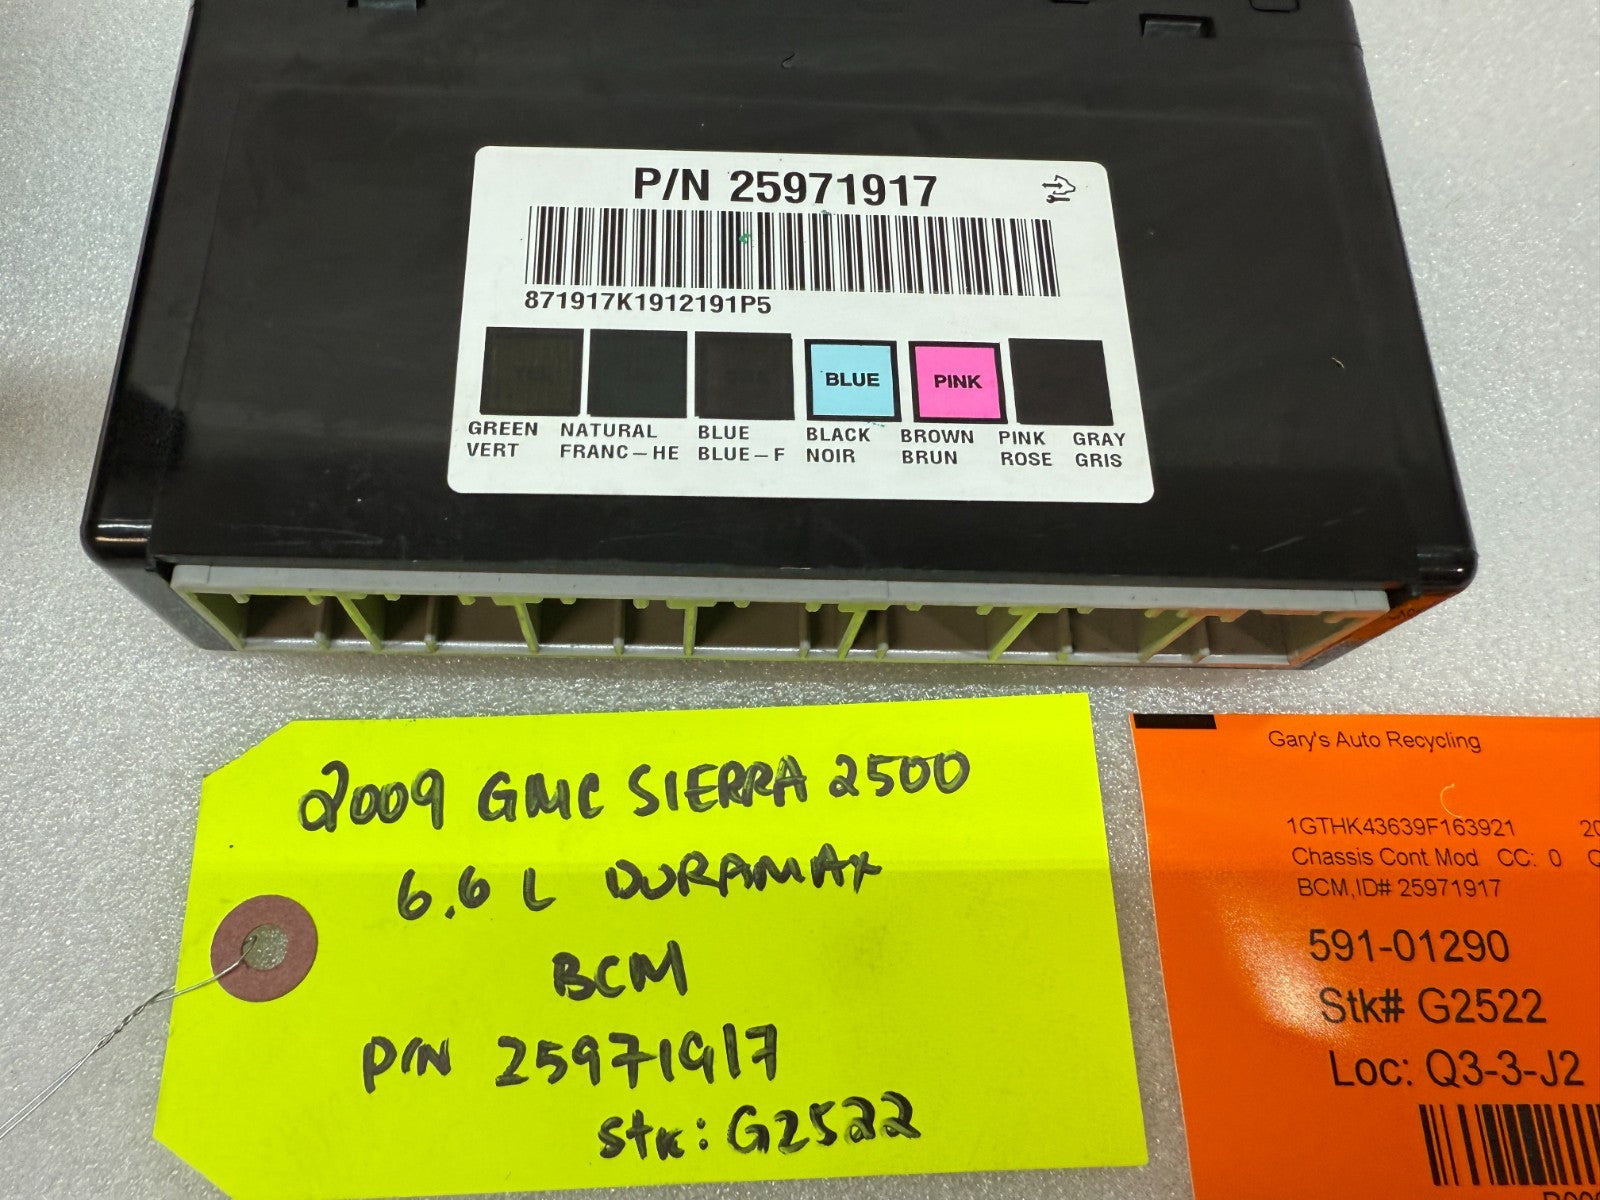 P/N 25971917
871917K1912191P5
BLUE PINK
GREEN NATURAL BLUE BLACK BROWN PINK GRAY
VERT FRANC-HE BLUE-F NOIR BRUN ROSE GRIS
2009 GMC SIERRA 2500
6.6 L DURAMAX
BCM
P/N 25971917
Stk: G2522
Gary's Auto Recycling
1GTHK43639F163921 20
Chassis Cont Mod CC: 0
BCM,ID# 25971917
591-01290
Stk# G2522
Loc: Q3-3-J2